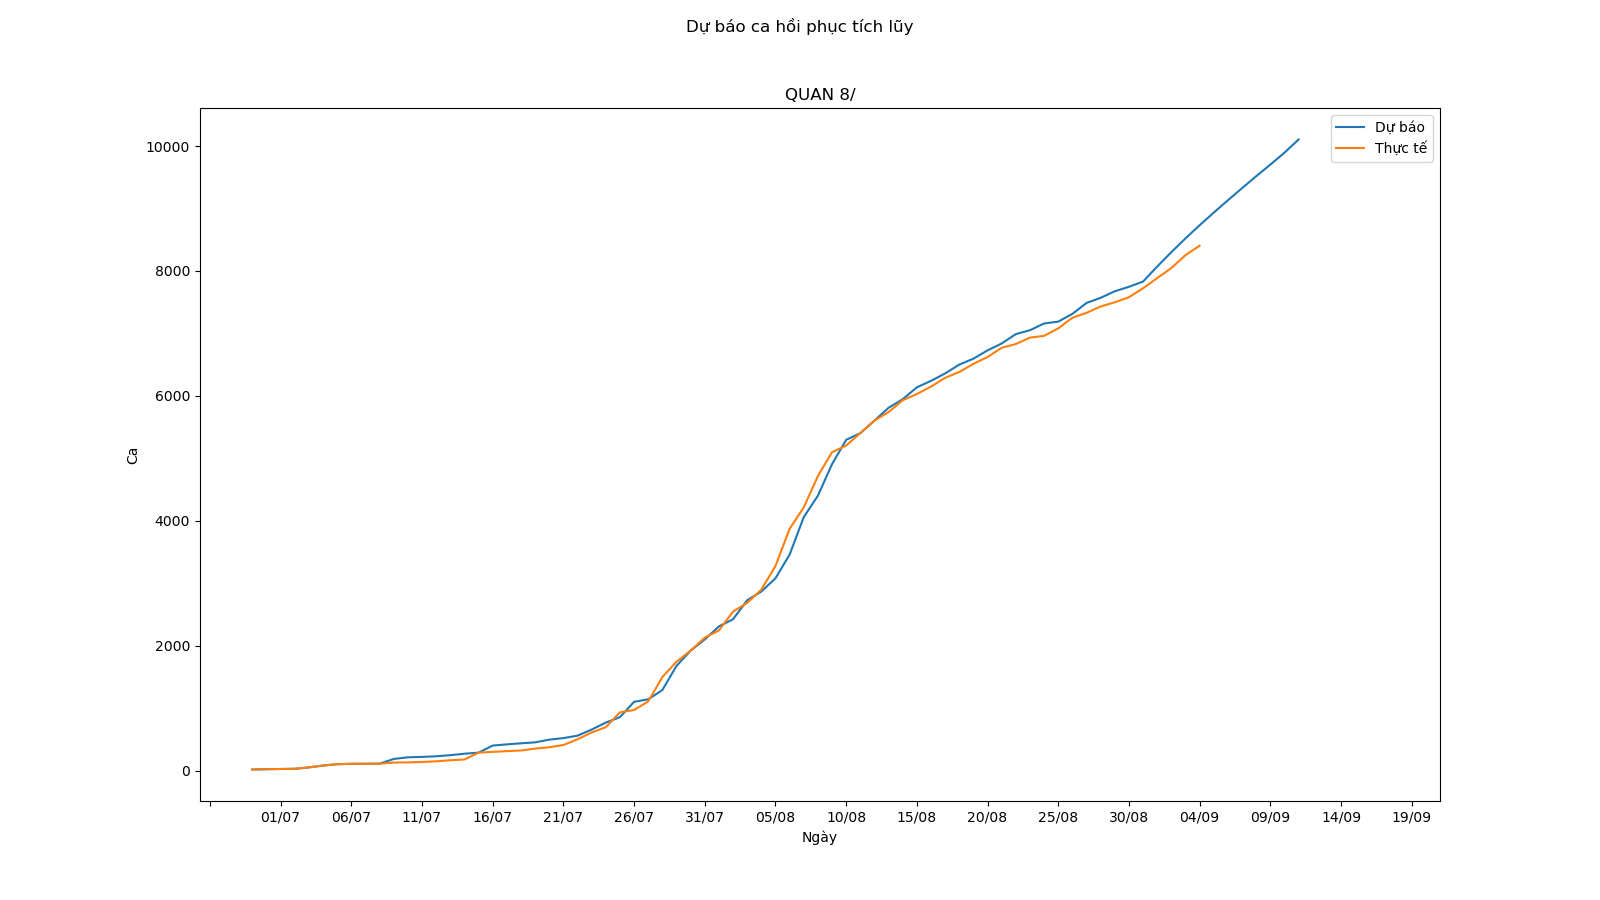 Dự báo ca hồi phục tích lũy
QUAN 8/
Dự báo
Thực tế
10000
8000
6000
4000
2000
0
Ca
01/07 06/07 11/07 16/07 21/07 26/07 31/07 05/08 10/08 15/08 20/08 25/08 30/08 04/09 09/09 14/09 19/09
Ngày